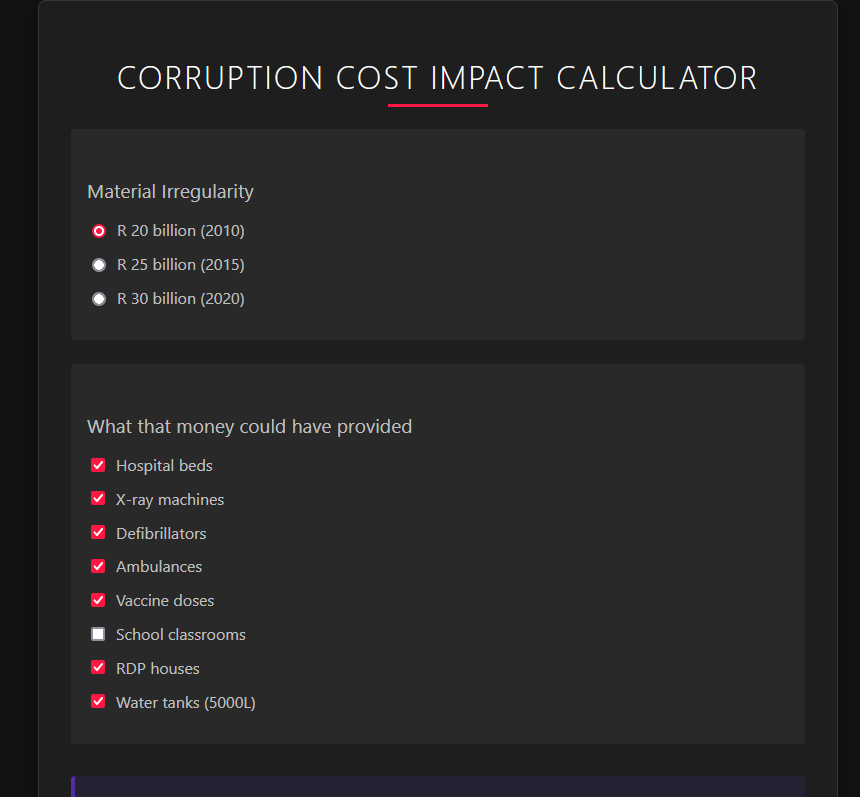 CORRUPTION COST IMPACT CALCULATOR
Material Irregularity
R 20 billion (2010)
R 25 billion (2015)
R 30 billion (2020)
What that money could have provided
Hospital beds
X-ray machines
Defibrillators
Ambulances
Vaccine doses
School classrooms
RDP houses
Water tanks (5000L)